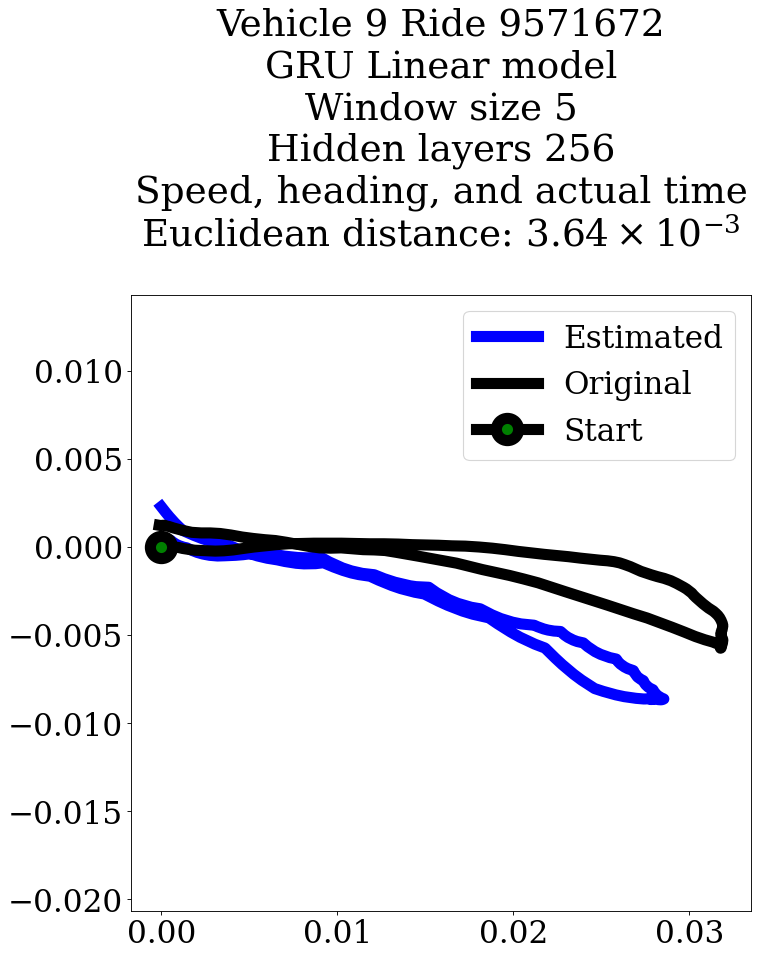 Vehicle 9 Ride 9571672
GRU Linear model
Window size 5
Hidden layers 256
Speed, heading, and actual time
Euclidean distance: 3.64 × 10⁻³
Estimated
Original
Start
0.010
0.005
0.000
−0.005
−0.010
−0.015
−0.020
0.00 0.01 0.02 0.03